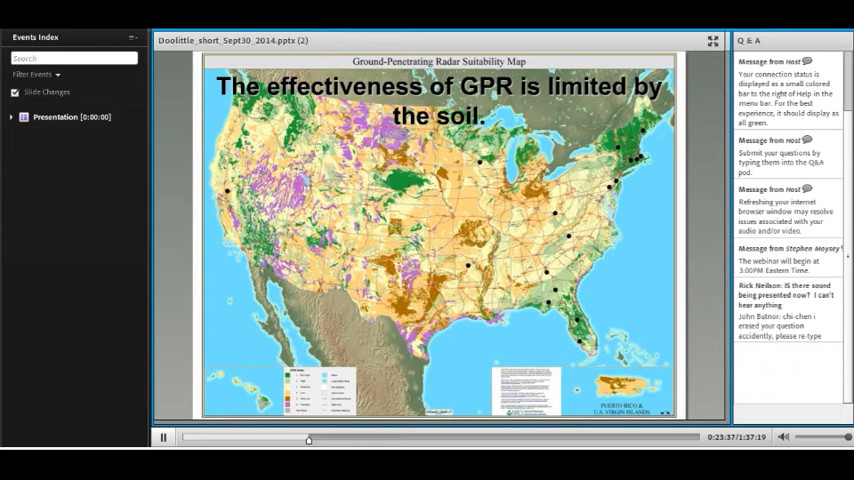 Events Index
Search
Filter Events
Slide Changes
Presentation [0:00:00]
Doolittle_short_Sept30_2014.pptx (2)
Ground-Penetrating Radar Suitability Map
The effectiveness of GPR is limited by
the soil.
PUERTO RICO &
U.S. VIRGIN ISLANDS
0:23:37/1:37:19
Q & A
Message from Host
Your connection status is
displayed as a small colored
bar to the right of Help in the
menu bar. For the best
experience, it should display as
all green.
Message from Host
Submit your questions by
typing them into the Q&A
pod.
Message from Host
Refreshing your internet
browser window may resolve
issues associated with your
audio and/or video.
Message from Stephen Moysey
The webinar will begin at
3:00PM Eastern Time.
Rick Neilson: IS there sound
being presented now? I can't
hear anything
John Butnor: chi-chen i
erased your question
accidently, please re-type